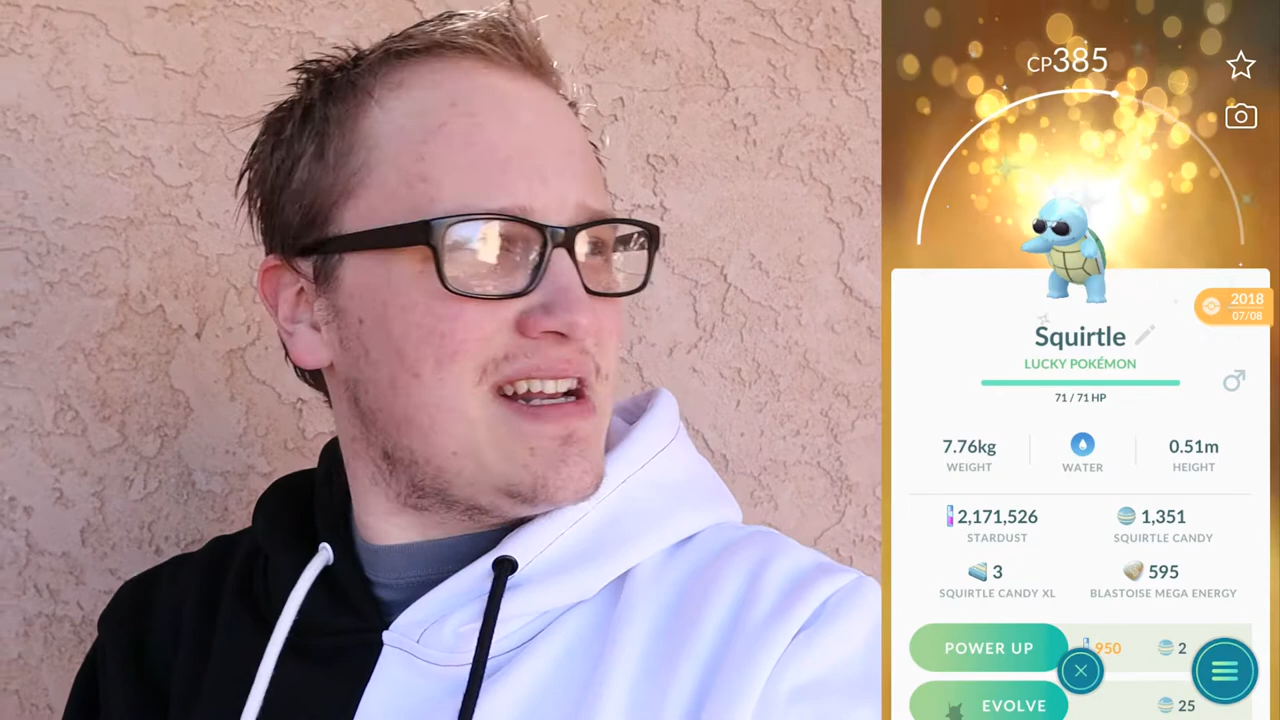 CP385
2018
07/08
Squirtle
LUCKY POKÉMON
71 / 71 HP
7.76kg
WEIGHT
WATER
0.51m
HEIGHT
2,171,526
STARDUST
1,351
SQUIRTLE CANDY
3
SQUIRTLE CANDY XL
595
BLASTOISE MEGA ENERGY
POWER UP
950
2
EVOLVE
25